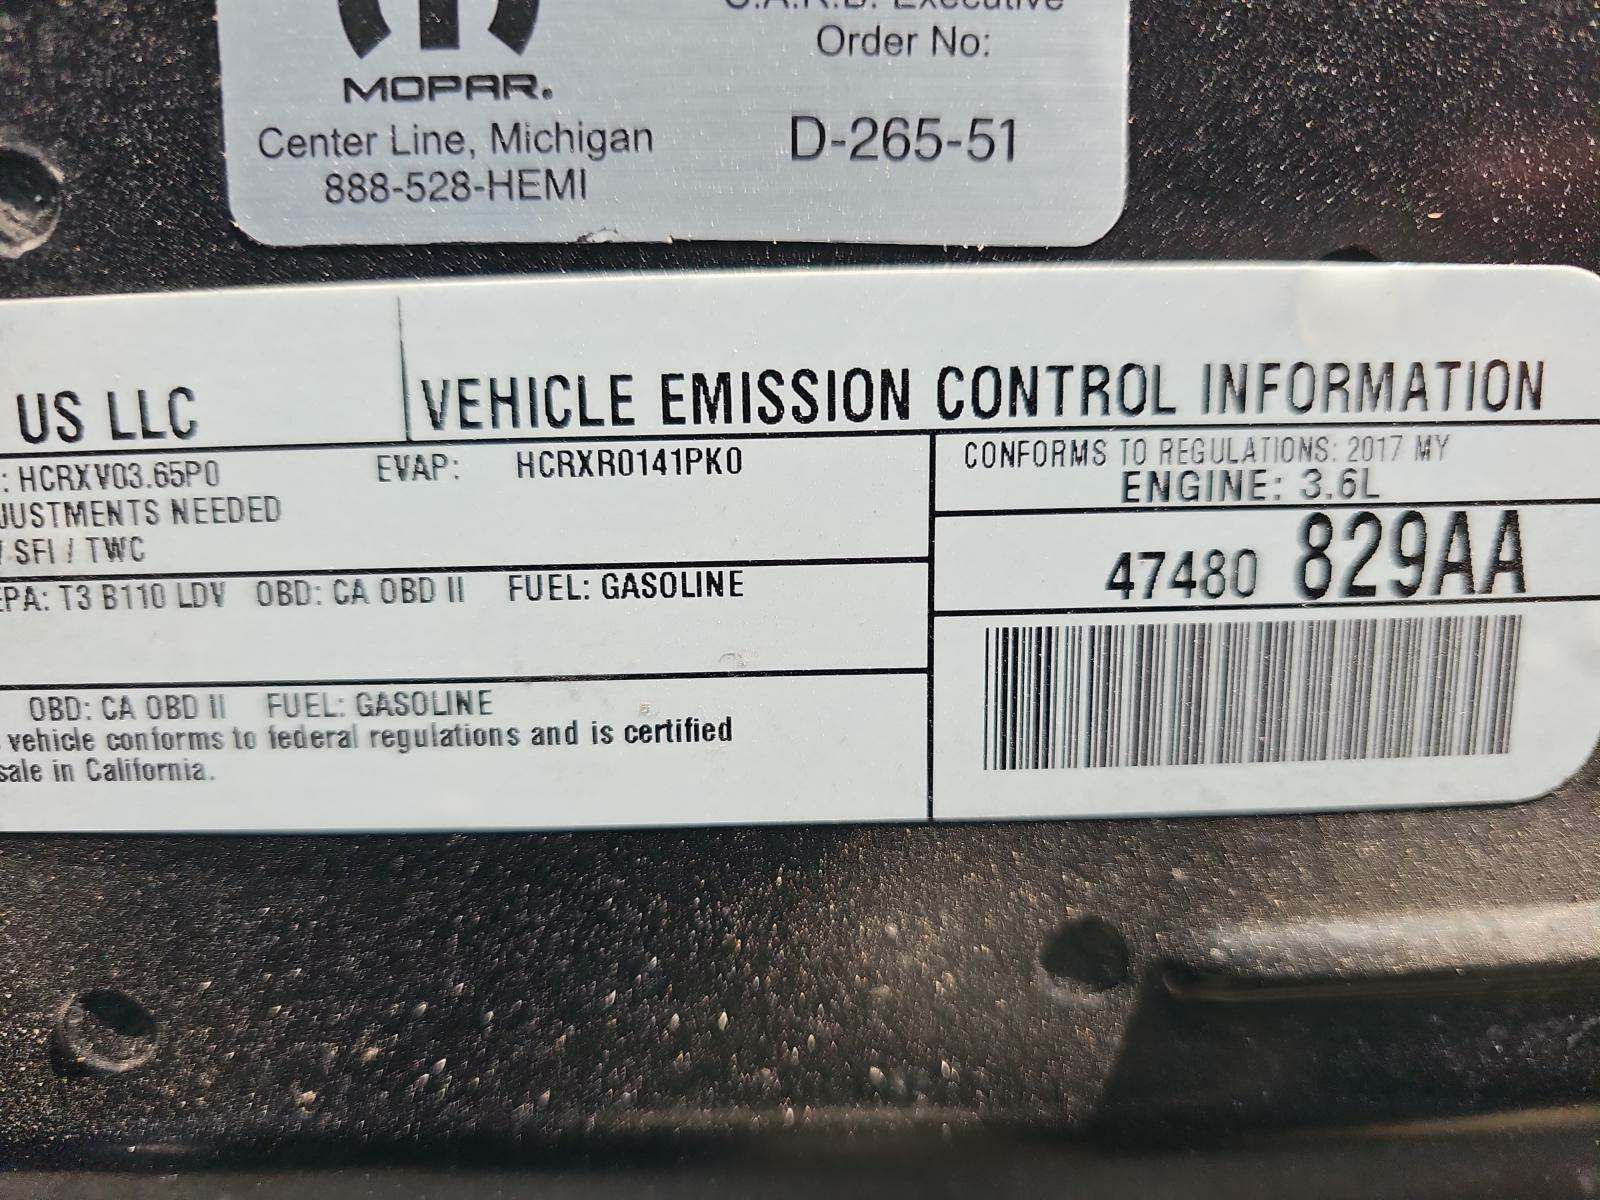 Executive
MOPAR.
Order No:
Center Line, Michigan
D-265-51
888-528-HEMI
US LLC
VEHICLE EMISSION CONTROL INFORMATION
: HCRXV03.65P0 EVAP: HCRXR0141PK0
CONFORMS TO REGULATIONS: 2017 MY
ENGINE: 3.6L
JUSTMENTS NEEDED
/ SFI / TWC
47480 829AA
EPA: T3 B110 LDV OBD: CA OBD II FUEL: GASOLINE
OBD: CA OBD II FUEL: GASOLINE
vehicle conforms to federal regulations and is certified
sale in California.